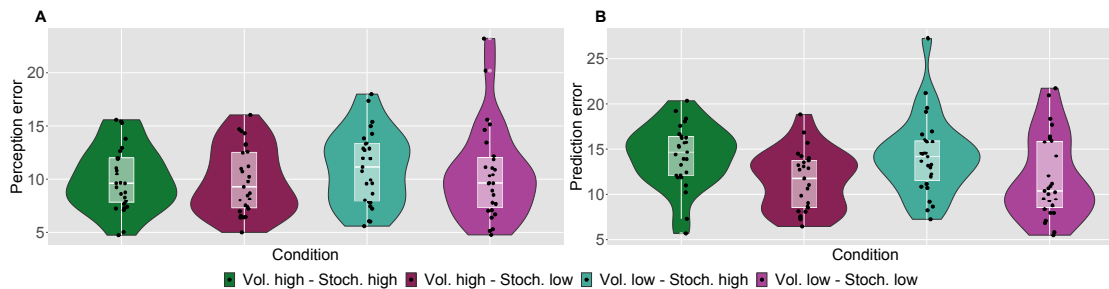 A
B
Perception error
20
15
10
5
Condition
Prediction error
25
20
15
10
5
Condition
Vol. high - Stoch. high
Vol. high - Stoch. low
Vol. low - Stoch. high
Vol. low - Stoch. low